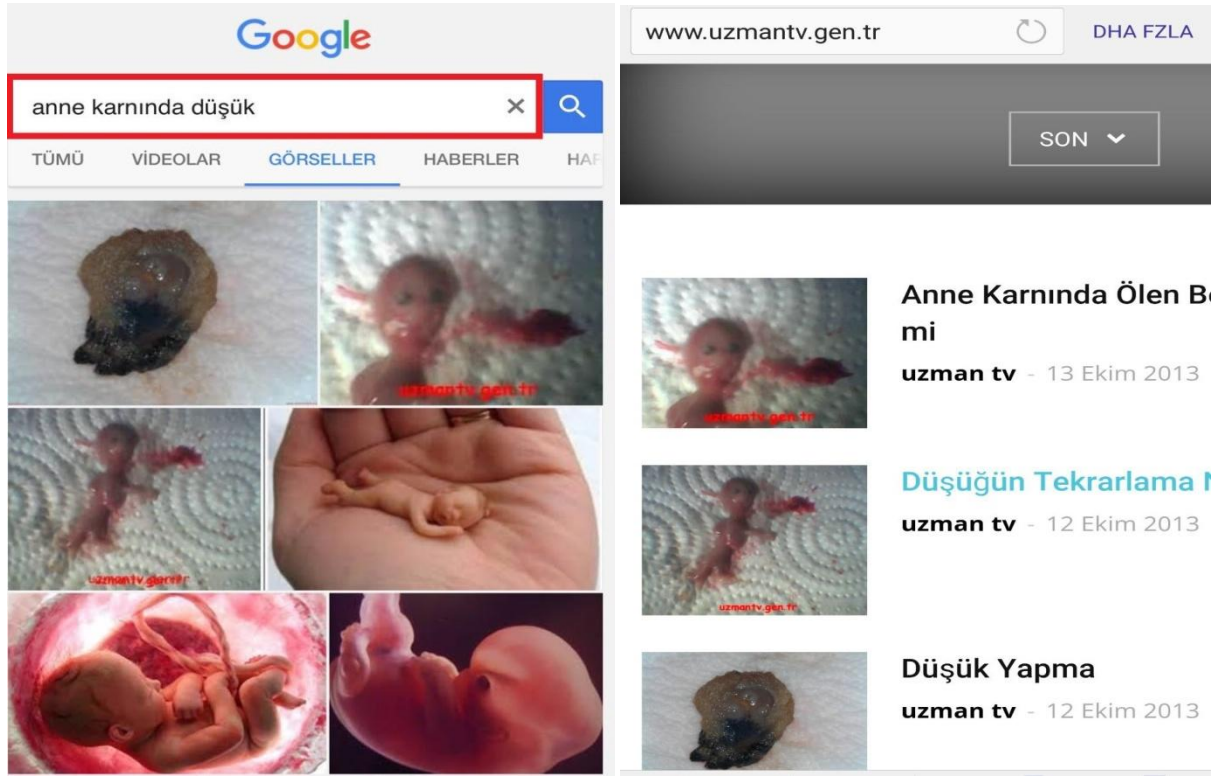 Google
anne karnında düşük
TÜMÜ VİDEOLAR GÖRSELLER HABERLER HAF
uzmantv.gen.tr
uzmantv.gen.tr
www.uzmantv.gen.tr DHA FZLA
SON
Anne Karnında Ölen Be
mi
uzman tv - 13 Ekim 2013
uzmantv.gen.tr
Düşüğün Tekrarlama N
uzman tv - 12 Ekim 2013
uzmantv.gen.tr
Düşük Yapma
uzman tv - 12 Ekim 2013